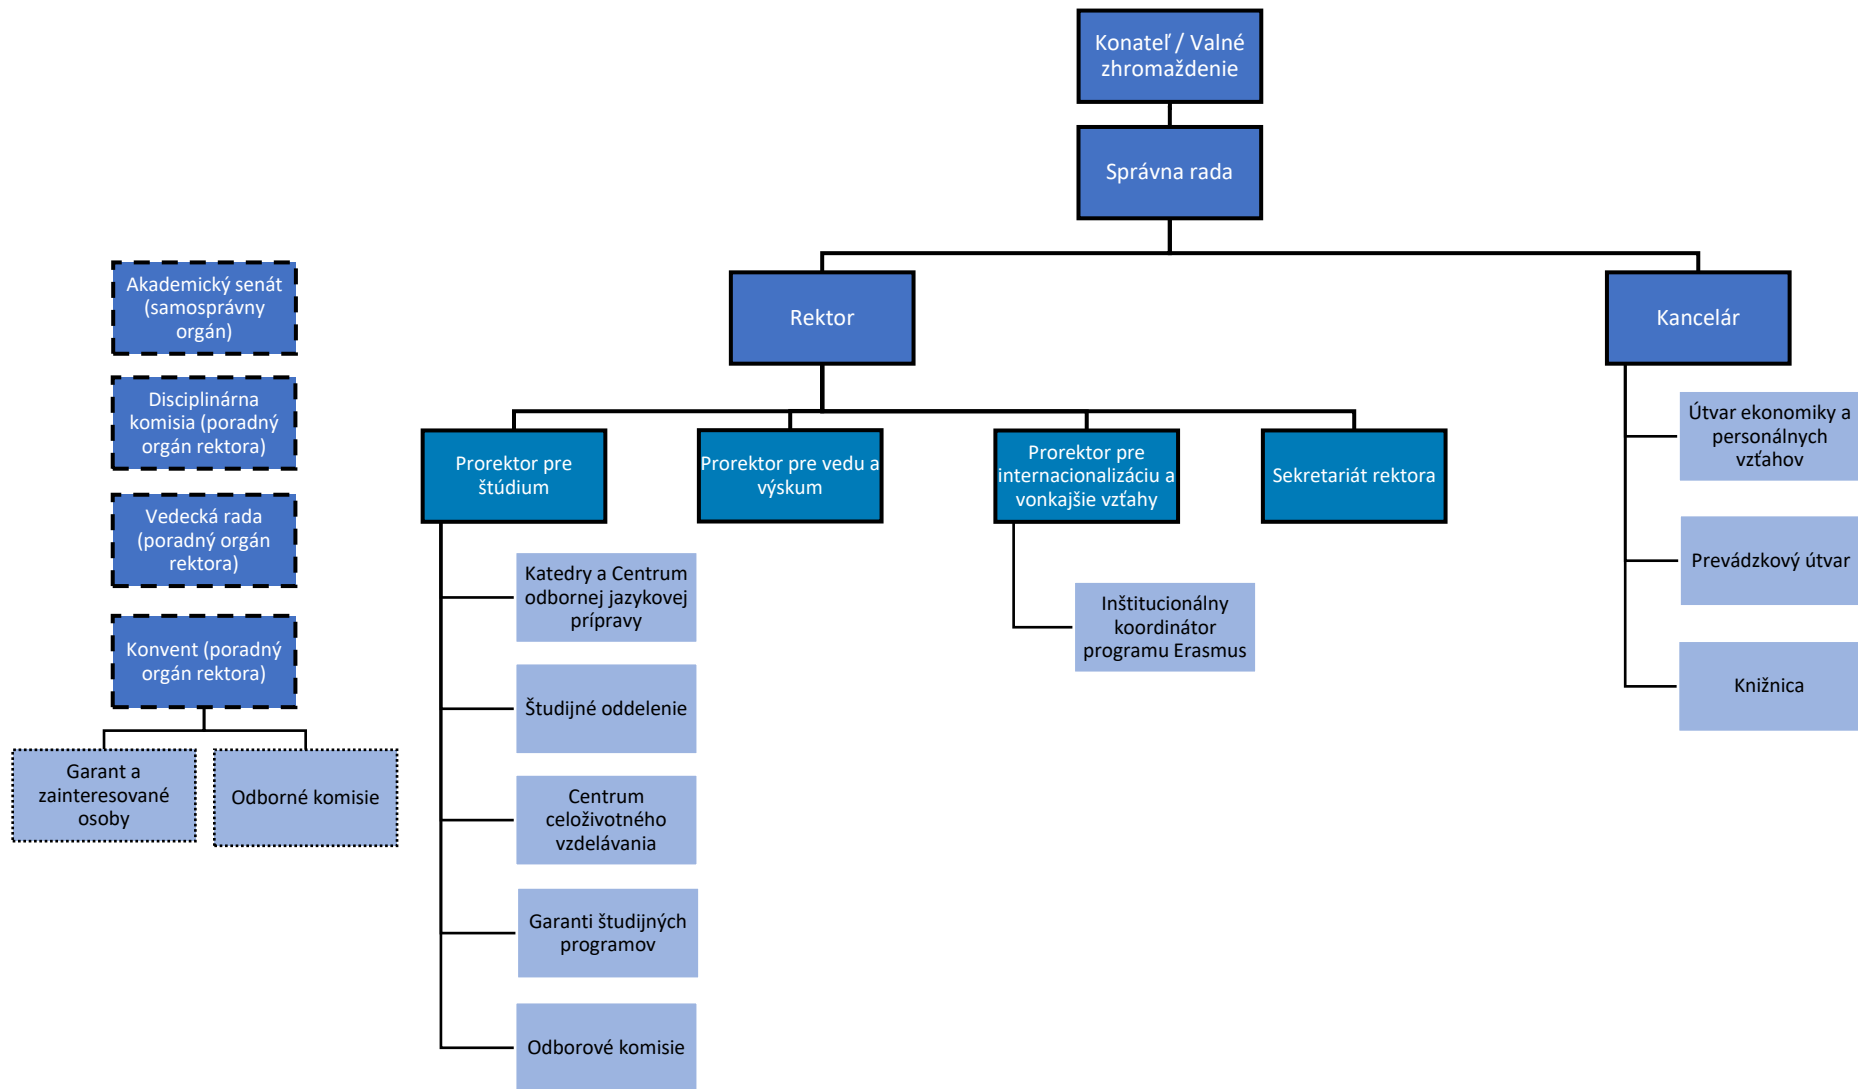 Konateľ / Valné
zhromaždenie
Správna rada
Rektor
Kancelár
Akademický senát
(samosprávny
orgán)
Disciplinárna
komisia (poradný
orgán rektora)
Vedecká rada
(poradný orgán
rektora)
Konvent (poradný
orgán rektora)
Garant a
zainteresované
osoby
Odborné komisie
Prorektor pre
štúdium
Prorektor pre vedu a
výskum
Prorektor pre
internacionalizáciu a
vonkajšie vzťahy
Sekretariát rektora
Katedry a Centrum
odbornej jazykovej
prípravy
Študijné oddelenie
Centrum
celoživotného
vzdelávania
Garanti študijných
programov
Odborové komisie
Inštitucionálny
koordinátor
programu Erasmus
Útvar ekonomiky a
personálnych
vzťahov
Prevádzkový útvar
Knižnica